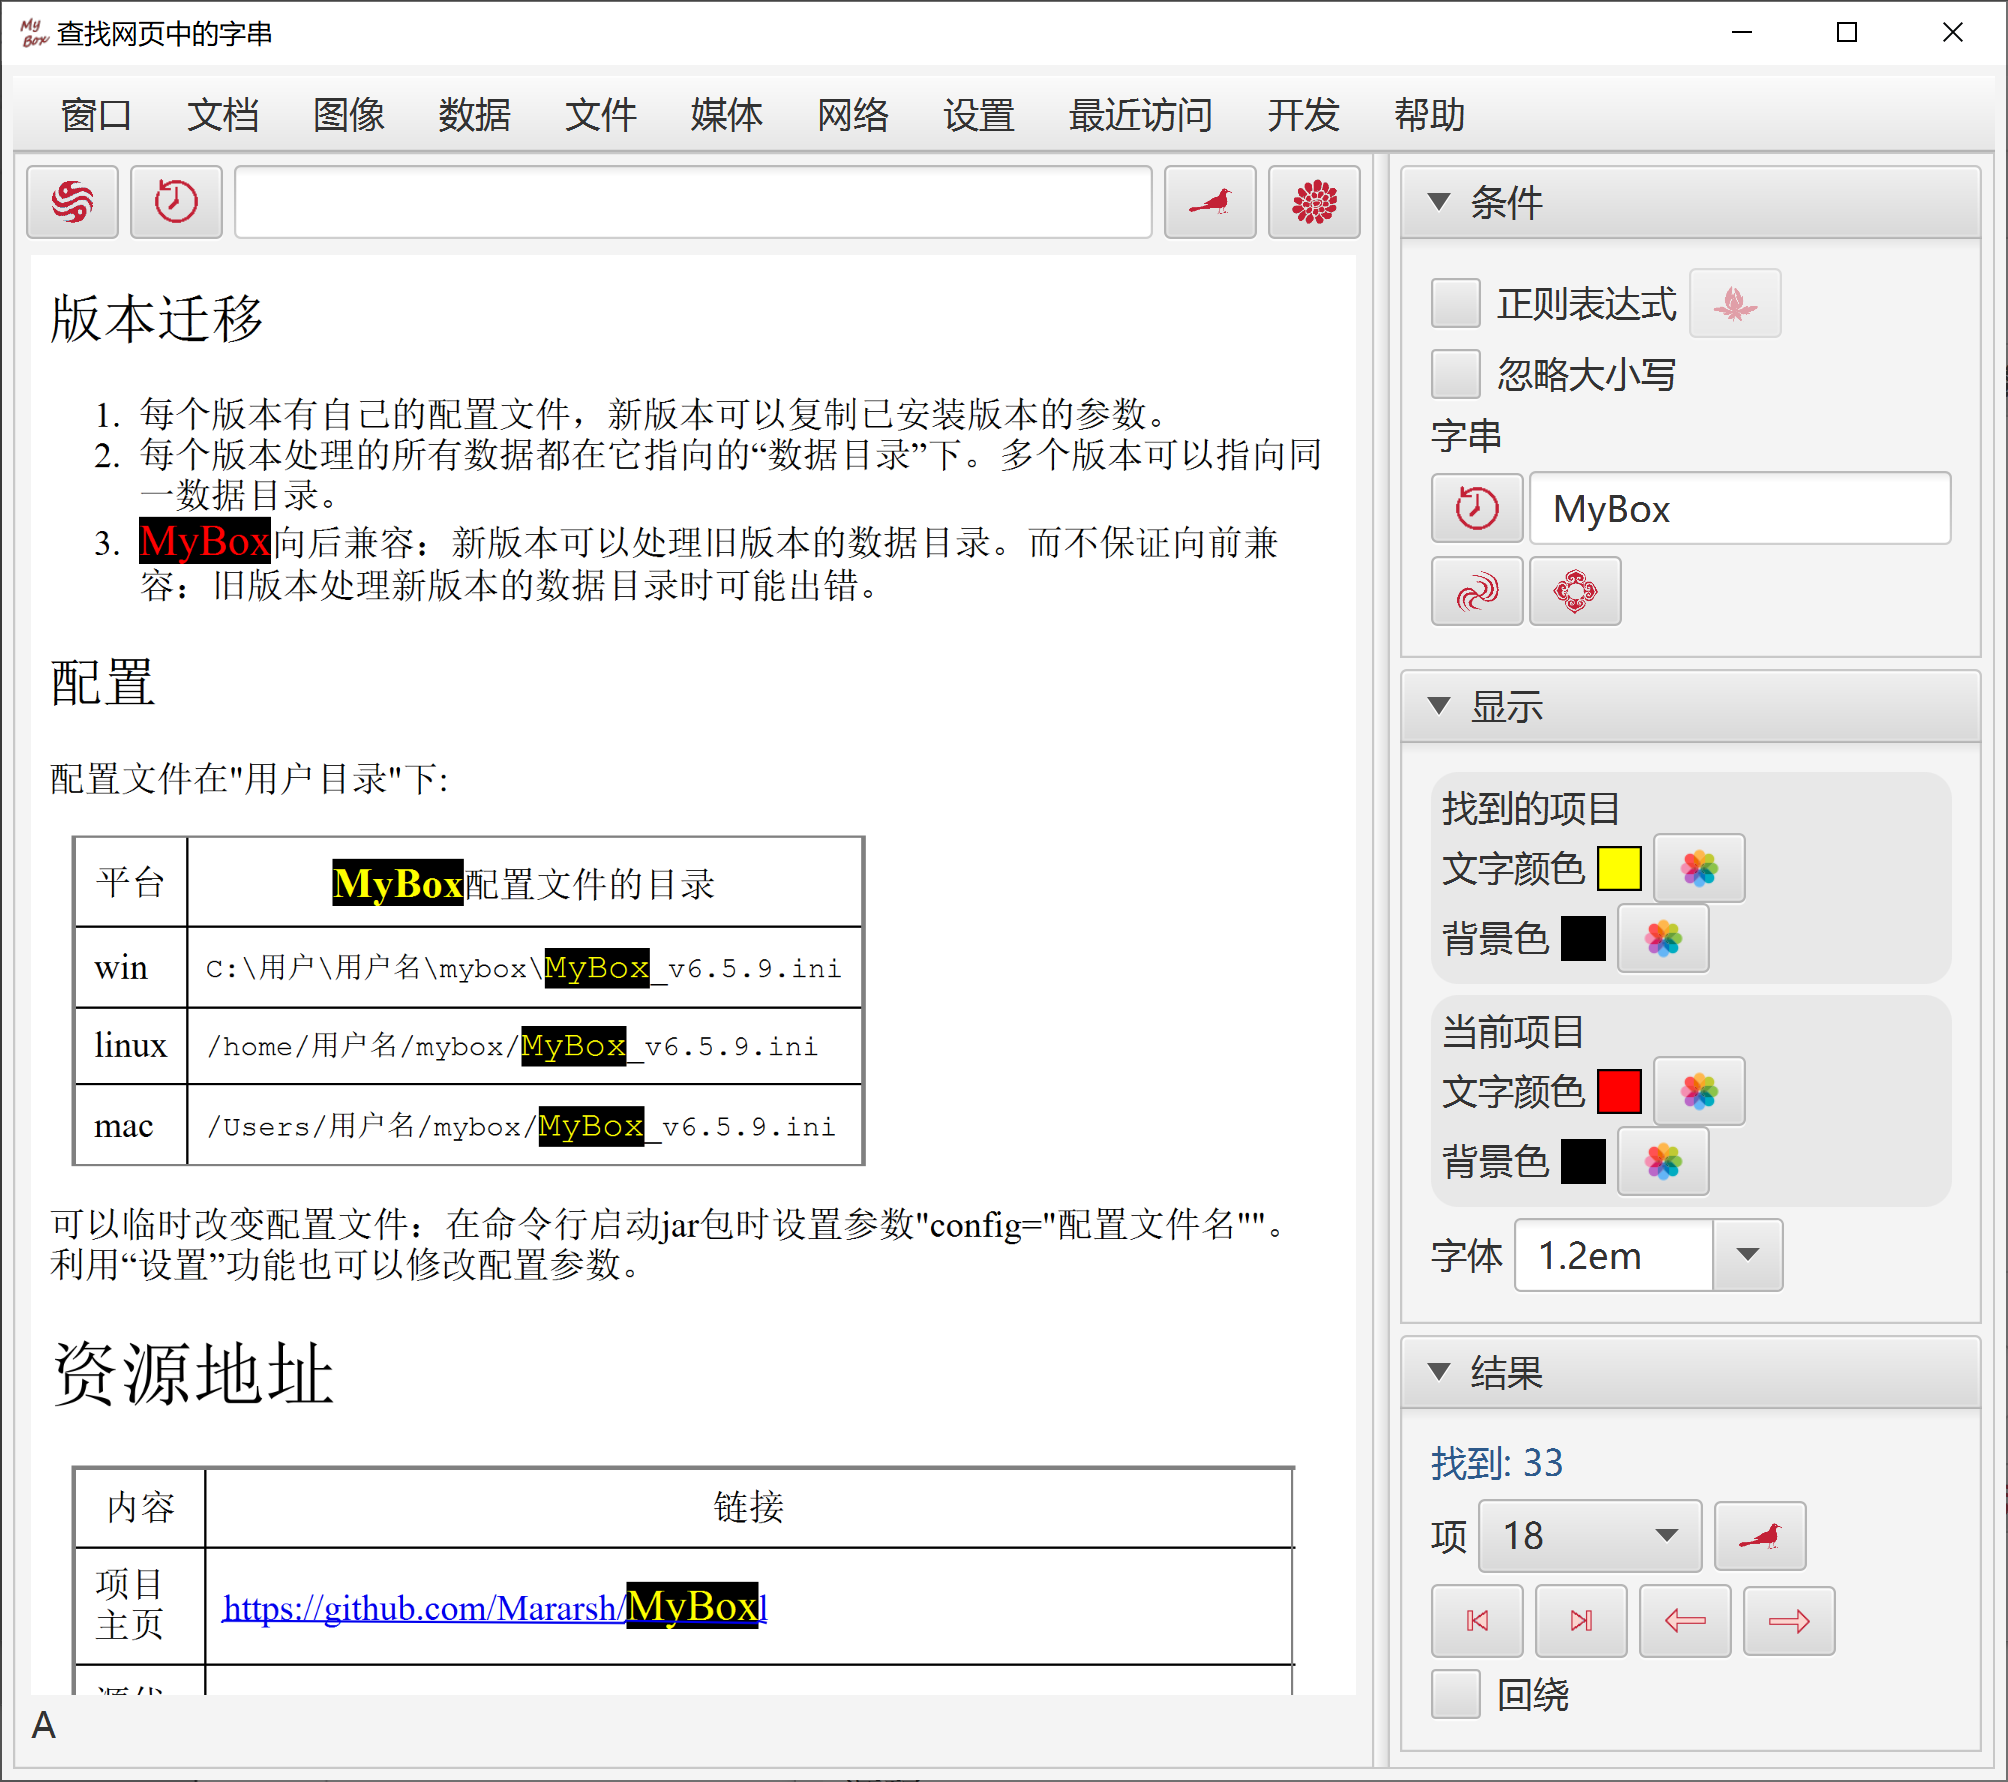 My Box 查找网页中的字串
窗口 文档 图像 数据 文件 媒体 网络 设置 最近访问 开发 帮助
版本迁移
1. 每个版本有自己的配置文件，新版本可以复制已安装版本的参数。
2. 每个版本处理的所有数据都在它指向的“数据目录”下。多个版本可以指向同
一数据目录。
3. MyBox向后兼容：新版本可以处理旧版本的数据目录。而不保证向前兼
容：旧版本处理新版本的数据目录时可能出错。
配置
配置文件在"用户目录"下:
平台 MyBox配置文件的目录
win C:\用户\用户名\mybox\MyBox_v6.5.9.ini
linux /home/用户名/mybox/MyBox_v6.5.9.ini
mac /Users/用户名/mybox/MyBox_v6.5.9.ini
可以临时改变配置文件：在命令行启动jar包时设置参数"config="配置文件名""。
利用“设置”功能也可以修改配置参数。
资源地址
内容 链接
项目
主页 https://github.com/Mararsh/MyBoxl
A
条件
正则表达式
忽略大小写
字串
MyBox
显示
找到的项目
文字颜色
背景色
当前项目
文字颜色
背景色
字体 1.2em
结果
找到: 33
项 18
回绕